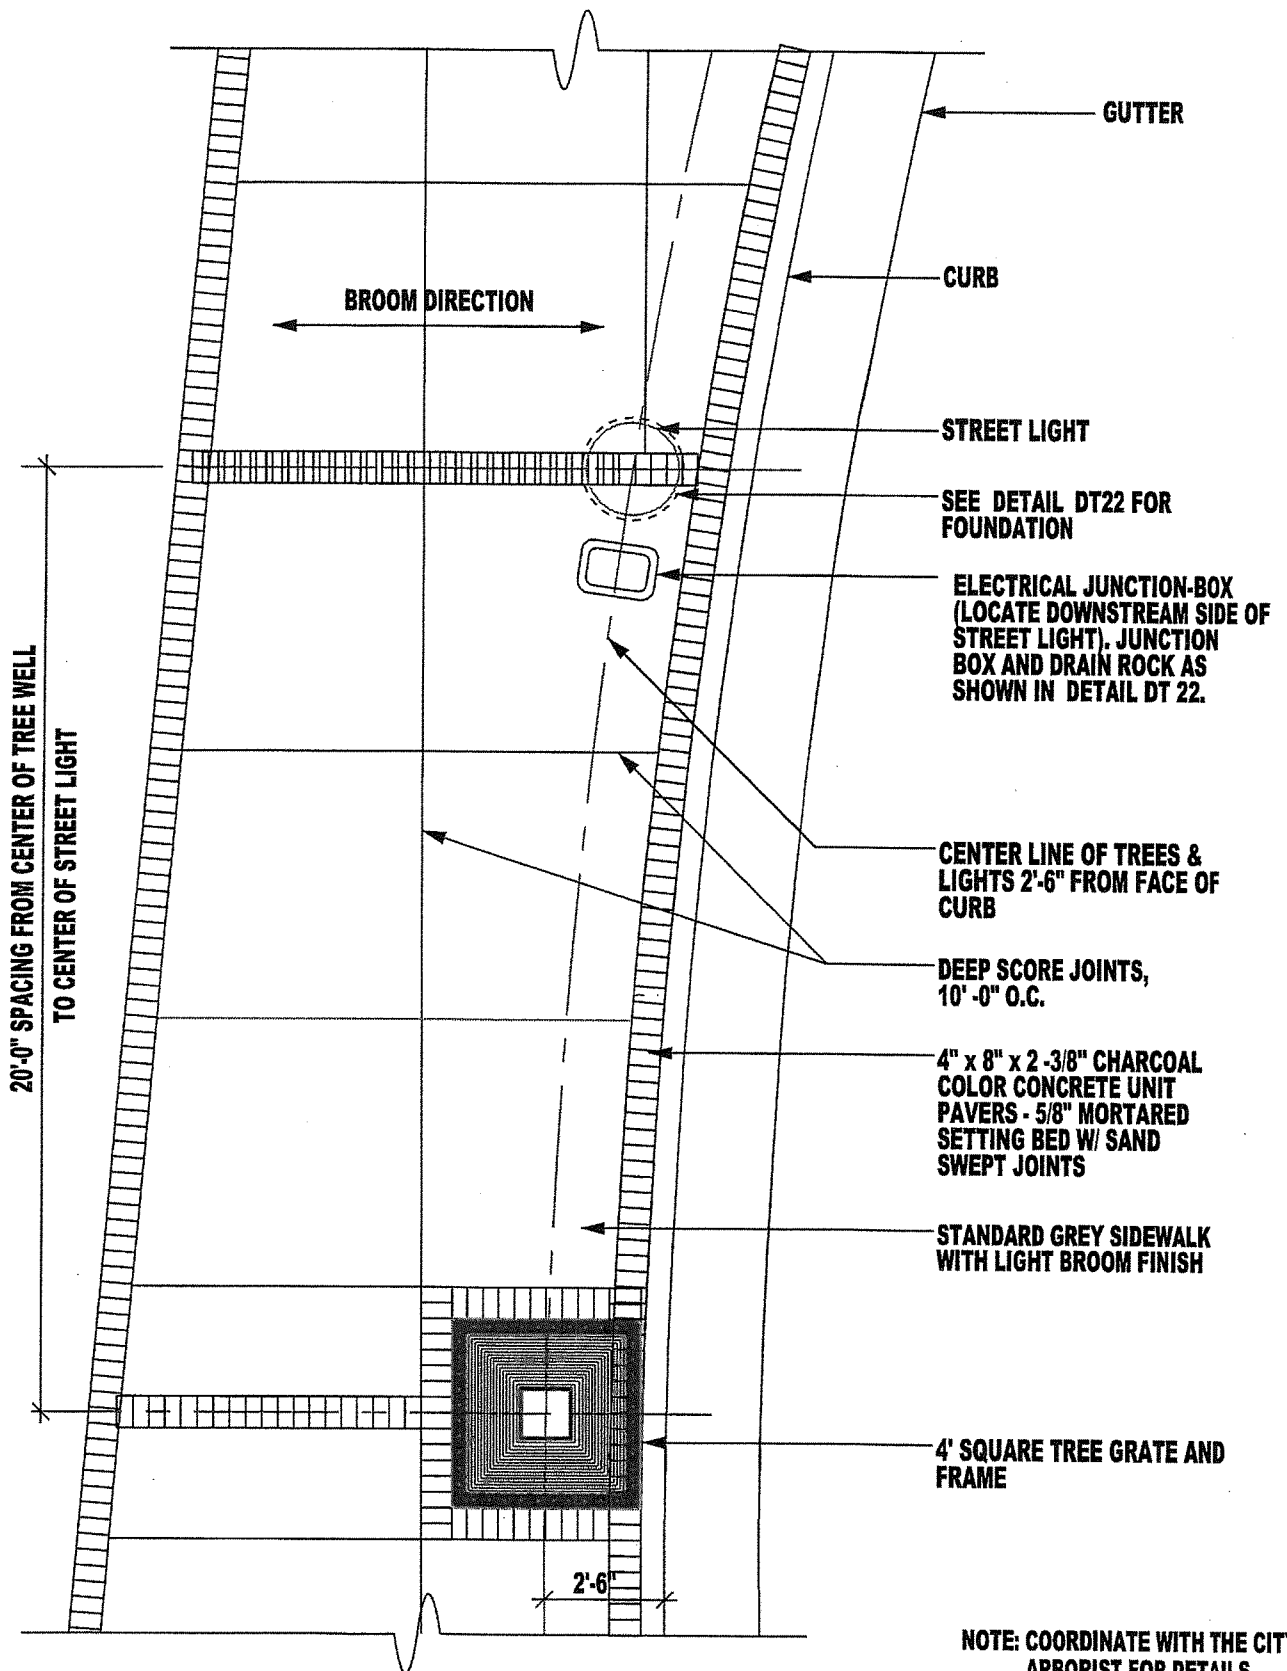 GUTTER
CURB
BROOM DIRECTION
STREET LIGHT
SEE DETAIL DT22 FOR
FOUNDATION
ELECTRICAL JUNCTION-BOX
(LOCATE DOWNSTREAM SIDE OF
STREET LIGHT). JUNCTION
BOX AND DRAIN ROCK AS
SHOWN IN DETAIL DT 22.
20'-0" SPACING FROM CENTER OF TREE WELL
TO CENTER OF STREET LIGHT
CENTER LINE OF TREES &
LIGHTS 2'-6" FROM FACE OF
CURB
DEEP SCORE JOINTS,
10' -0" O.C.
4" x 8" x 2 -3/8" CHARCOAL
COLOR CONCRETE UNIT
PAVERS - 5/8" MORTARED
SETTING BED W/ SAND
SWEPT JOINTS
STANDARD GREY SIDEWALK
WITH LIGHT BROOM FINISH
4' SQUARE TREE GRATE AND
FRAME
2'-6"
NOTE: COORDINATE WITH THE CITY
ARBORIST FOR DETAILS